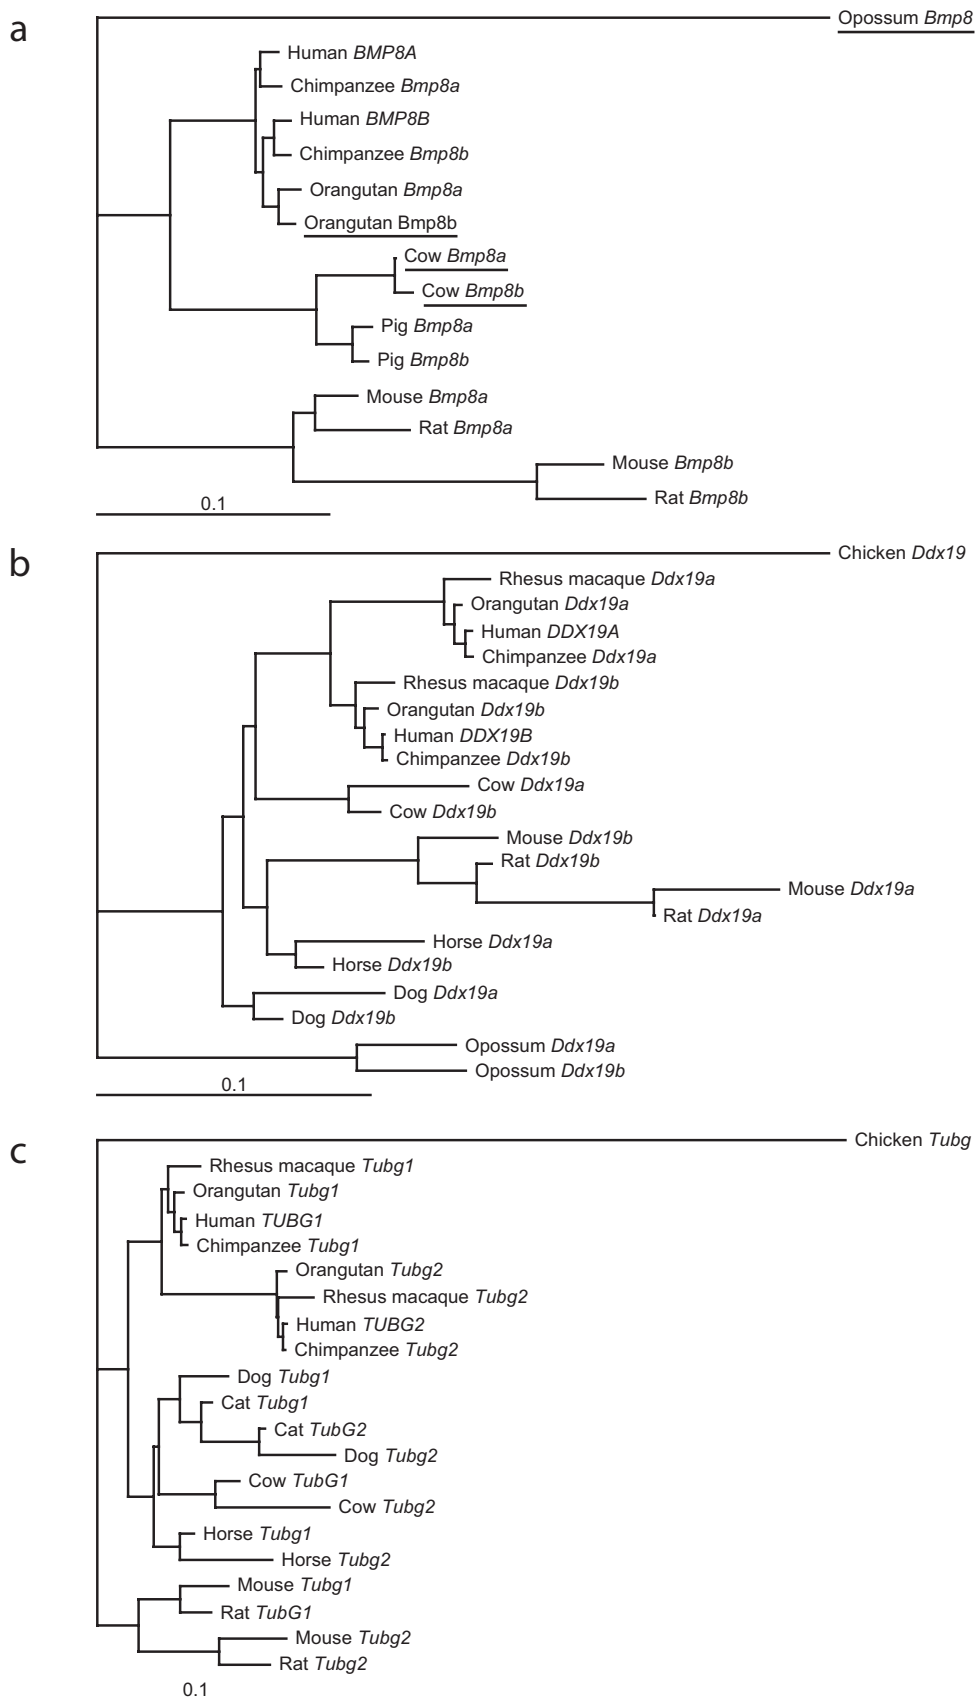 a
Opossum Bmp8
Human BMP8A
Chimpanzee Bmp8a
Human BMP8B
Chimpanzee Bmp8b
Orangutan Bmp8a
Orangutan Bmp8b
Cow Bmp8a
Cow Bmp8b
Pig Bmp8a
Pig Bmp8b
Mouse Bmp8a
Rat Bmp8a
Mouse Bmp8b
Rat Bmp8b
0.1
b
Chicken Ddx19
Rhesus macaque Ddx19a
Orangutan Ddx19a
Human DDX19A
Chimpanzee Ddx19a
Rhesus macaque Ddx19b
Orangutan Ddx19b
Human DDX19B
Chimpanzee Ddx19b
Cow Ddx19a
Cow Ddx19b
Mouse Ddx19b
Rat Ddx19b
Mouse Ddx19a
Rat Ddx19a
Horse Ddx19a
Horse Ddx19b
Dog Ddx19a
Dog Ddx19b
Opossum Ddx19a
Opossum Ddx19b
0.1
c
Chicken Tubg
Rhesus macaque Tubg1
Orangutan Tubg1
Human TUBG1
Chimpanzee Tubg1
Orangutan Tubg2
Rhesus macaque Tubg2
Human TUBG2
Chimpanzee Tubg2
Dog Tubg1
Cat Tubg1
Cat TubG2
Dog Tubg2
Cow TubG1
Cow Tubg2
Horse Tubg1
Horse Tubg2
Mouse Tubg1
Rat TubG1
Mouse Tubg2
Rat Tubg2
0.1